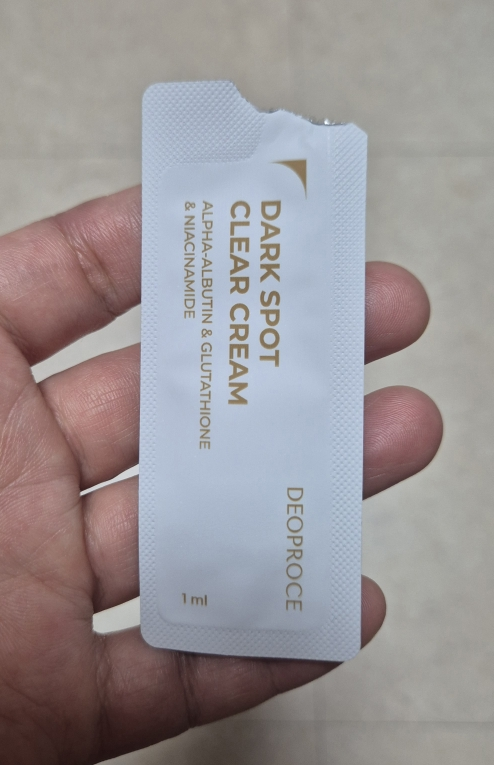 DARK SPOT
CLEAR CREAM
ALPHA-ALBUTIN & GLUTATHIONE
& NIACINAMIDE
DEOPROCE
1 ml